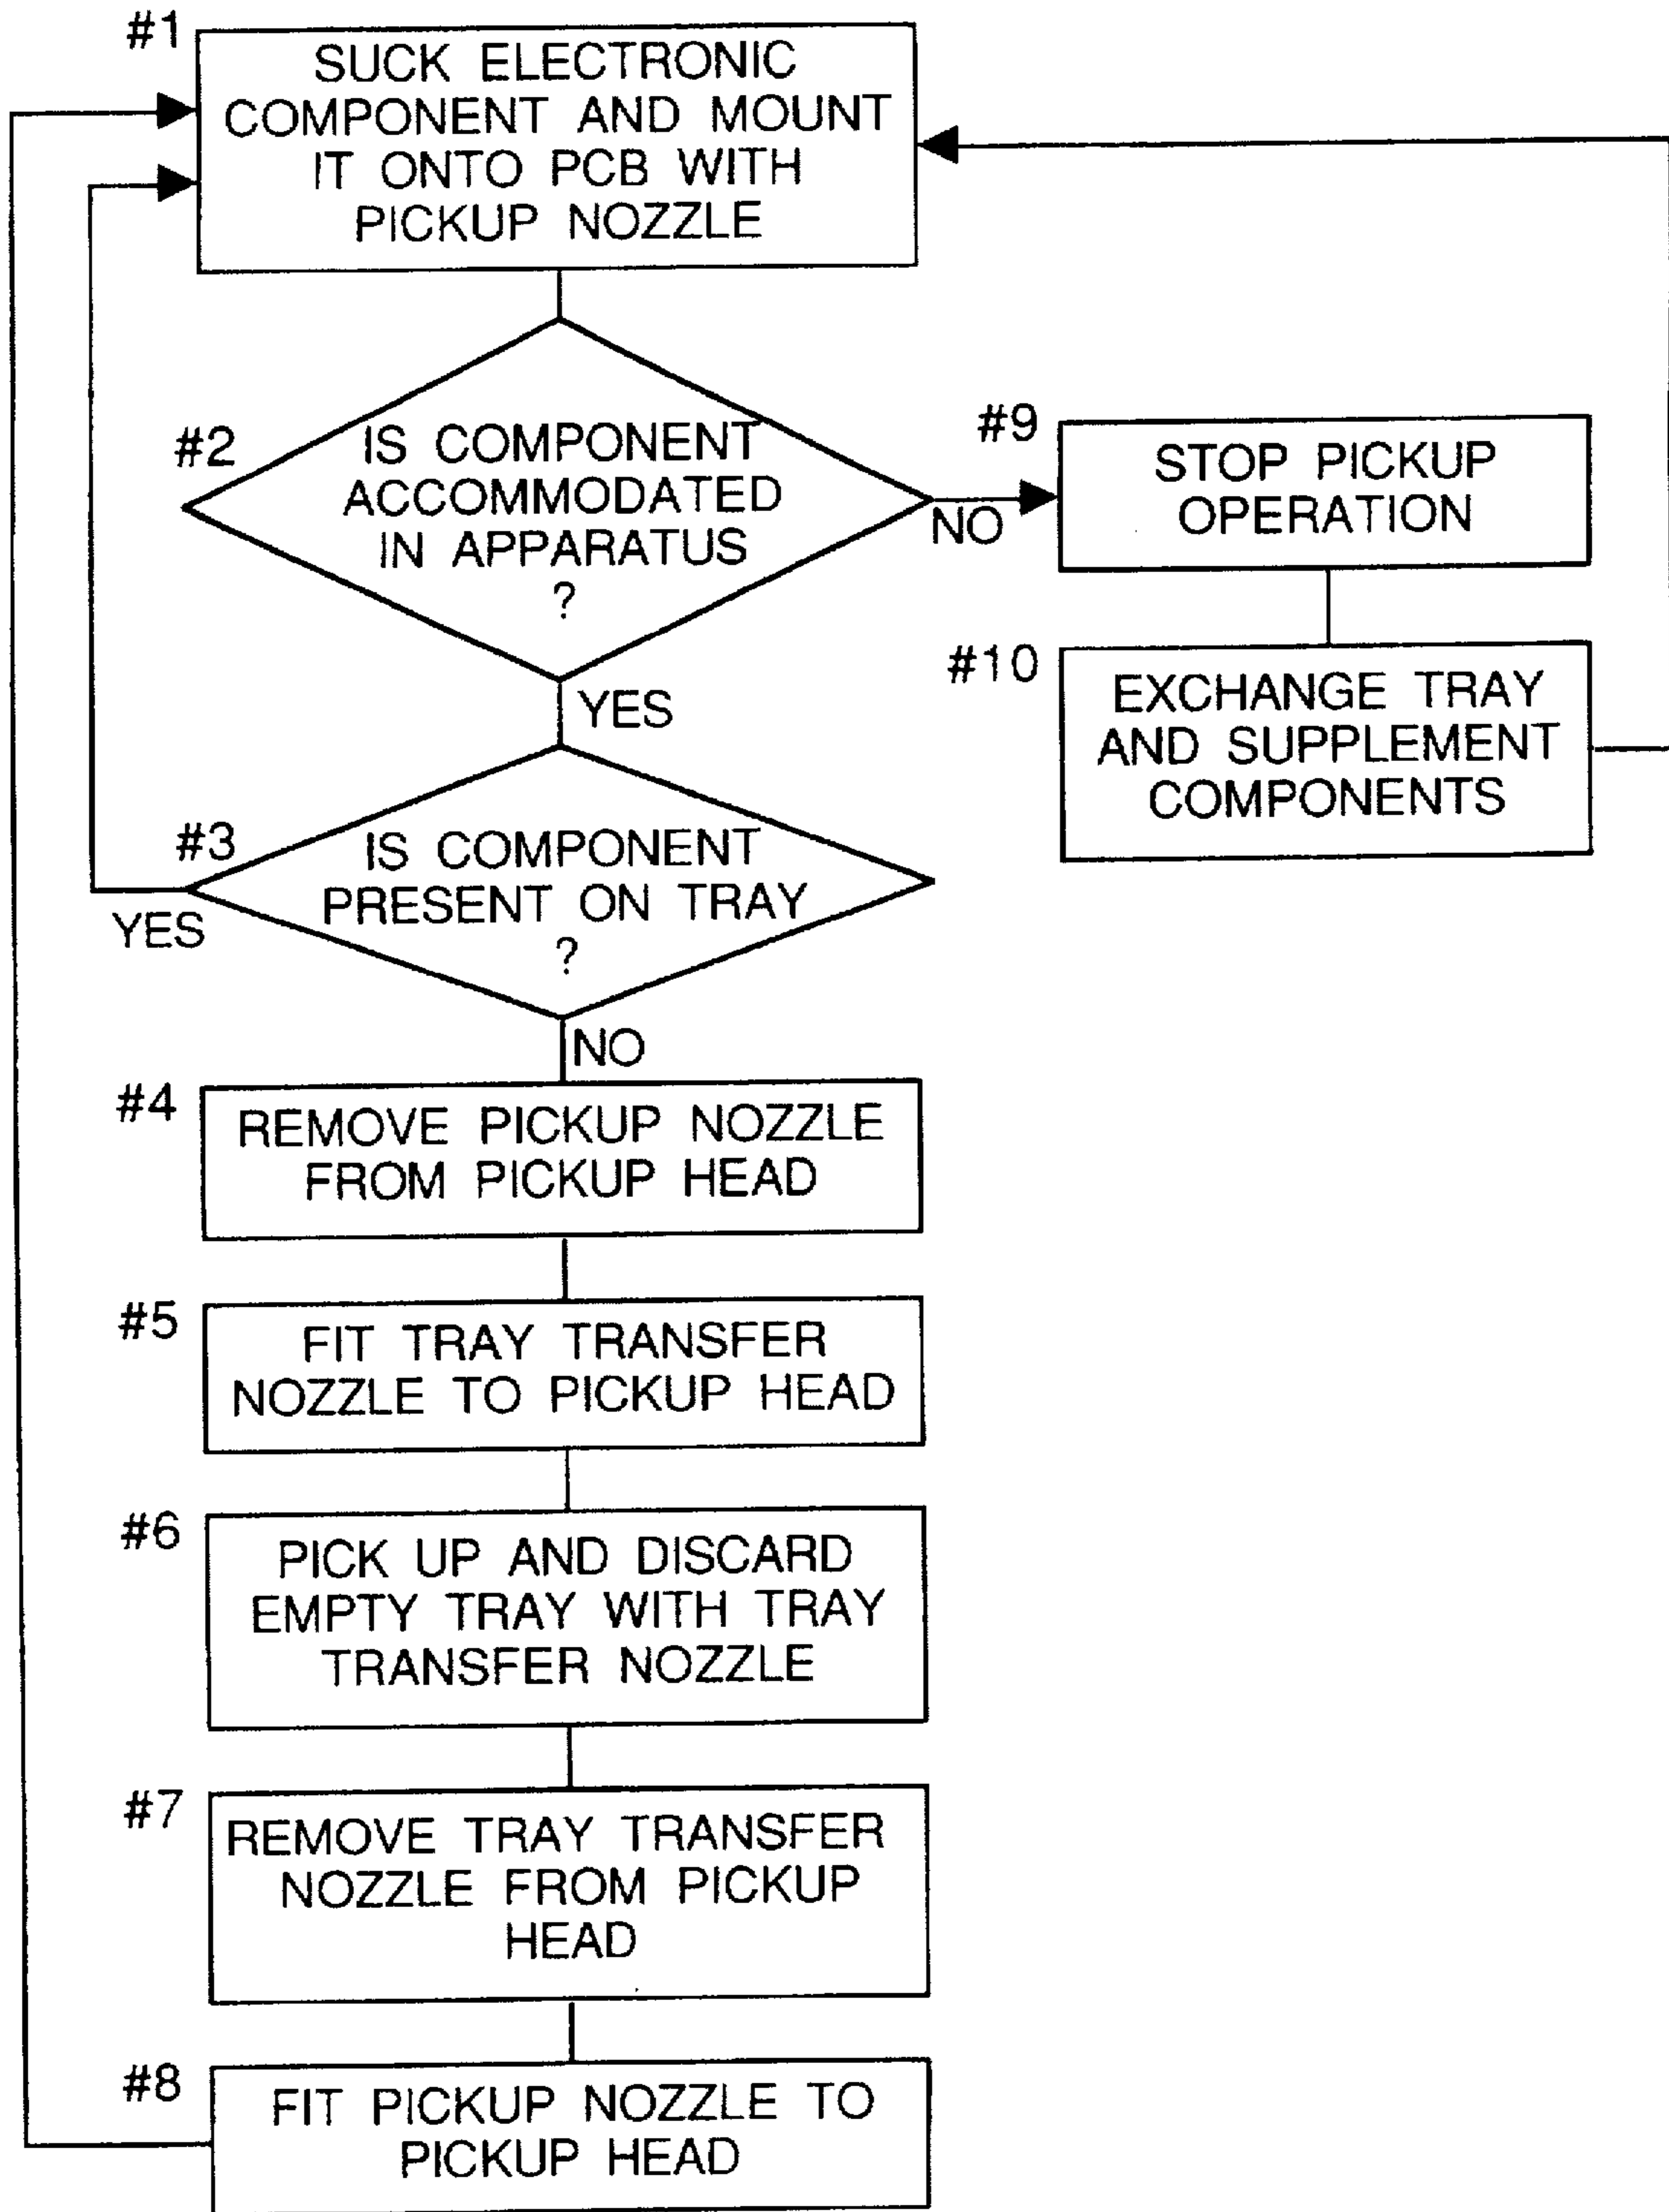 #1
SUCK ELECTRONIC
COMPONENT AND MOUNT
IT ONTO PCB WITH
PICKUP NOZZLE
#2
IS COMPONENT
ACCOMMODATED
IN APPARATUS
?
NO
YES
#9
STOP PICKUP
OPERATION
#10
EXCHANGE TRAY
AND SUPPLEMENT
COMPONENTS
#3
IS COMPONENT
PRESENT ON TRAY
?
YES
NO
#4
REMOVE PICKUP NOZZLE
FROM PICKUP HEAD
#5
FIT TRAY TRANSFER
NOZZLE TO PICKUP HEAD
#6
PICK UP AND DISCARD
EMPTY TRAY WITH TRAY
TRANSFER NOZZLE
#7
REMOVE TRAY TRANSFER
NOZZLE FROM PICKUP
HEAD
#8
FIT PICKUP NOZZLE TO
PICKUP HEAD